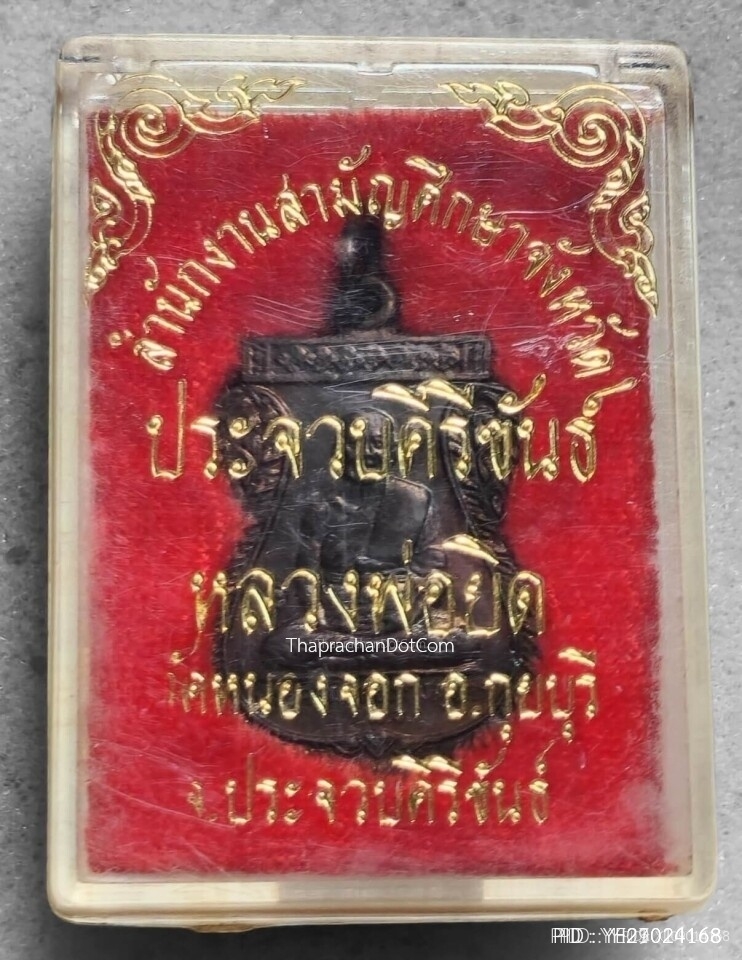 สำนักงานสามัญศึกษาจังหวัด
ประจวบคีรีขันธ์
หลวงพ่อยิด
ThaprachanDotCom
วัดหนองจอก อ.กุยบุรี
จ.ประจวบคีรีขันธ์